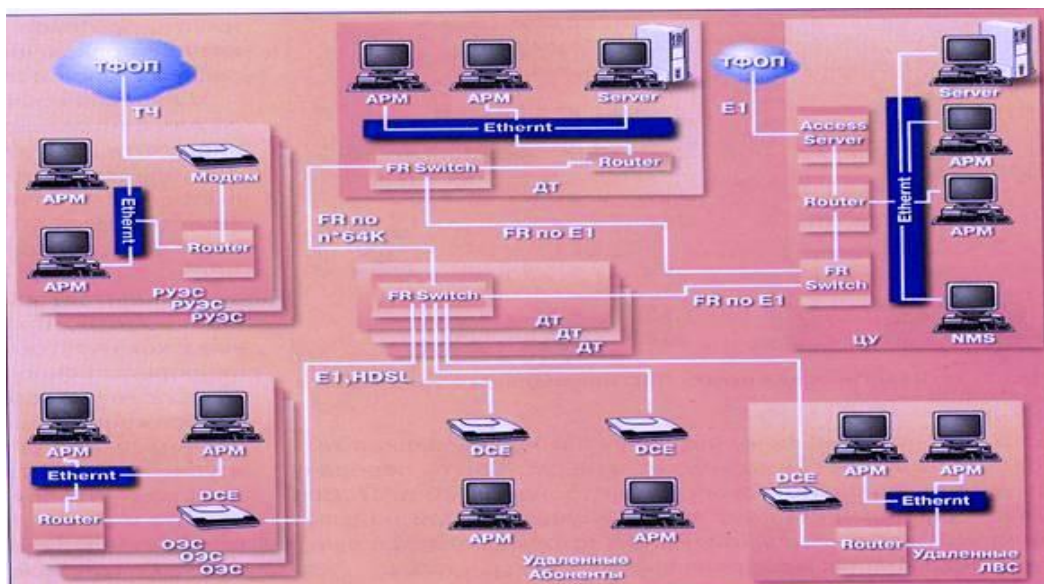 ТФОП
ТЧ
АРМ
АРМ
Ethernt
Модем
Router
РУЭС
РУЭС
РУЭС
АРМ
АРМ
Server
Ethernt
FR Switch
Router
ДТ
FR по
n*64K
FR по E1
ТФОП
E1
Access
Server
Router
FR
Switch
Ethernt
Server
АРМ
АРМ
NMS
ЦУ
FR Switch
FR по E1
ДТ
ДТ
ДТ
E1,HDSL
АРМ
АРМ
Ethernt
Router
DCE
ОЭС
ОЭС
ОЭС
DCE
АРМ
DCE
АРМ
Удаленные
Абоненты
DCE
АРМ
АРМ
Ethernt
Router
Удаленные
ЛВС